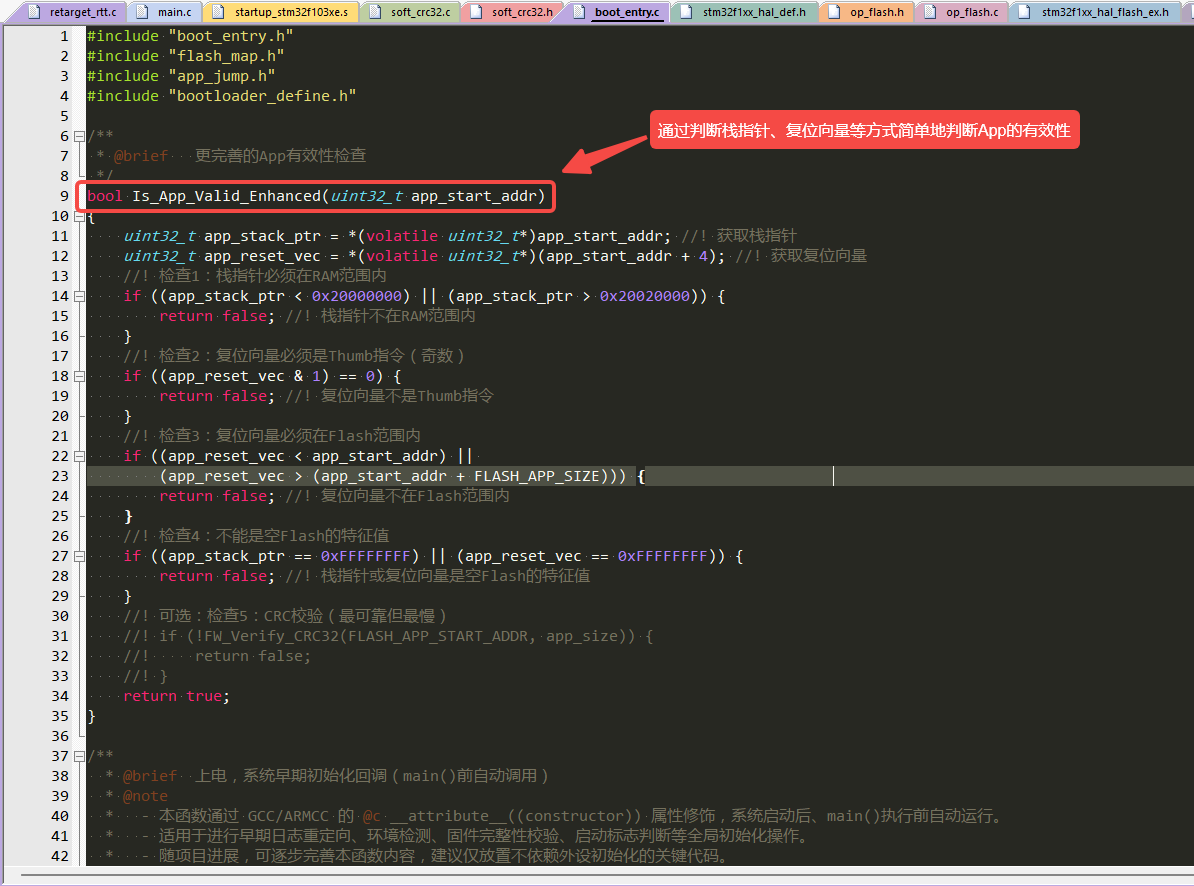 retarget_rtt.c main.c startup_stm32f103xe.s soft_crc32.c soft_crc32.h boot_entry.c stm32f1xx_hal_def.h op_flash.h op_flash.c stm32f1xx_hal_flash_ex.h
1 #include "boot_entry.h"
2 #include "flash_map.h"
3 #include "app_jump.h"
4 #include "bootloader_define.h"
5
通过判断栈指针、复位向量等方式简单地判断App的有效性
6 /**
7 * @brief 更完善的App有效性检查
8 */
9 bool Is_App_Valid_Enhanced(uint32_t app_start_addr)
10 {
11 uint32_t app_stack_ptr = *(volatile uint32_t*)app_start_addr; //! 获取栈指针
12 uint32_t app_reset_vec = *(volatile uint32_t*)(app_start_addr + 4); //! 获取复位向量
13 //! 检查1：栈指针必须在RAM范围内
14 if ((app_stack_ptr < 0x20000000) || (app_stack_ptr > 0x20020000)) {
15 return false; //! 栈指针不在RAM范围内
16 }
17 //! 检查2：复位向量必须是Thumb指令（奇数）
18 if ((app_reset_vec & 1) == 0) {
19 return false; //! 复位向量不是Thumb指令
20 }
21 //! 检查3：复位向量必须在Flash范围内
22 if ((app_reset_vec < app_start_addr) ||
23 (app_reset_vec > (app_start_addr + FLASH_APP_SIZE))) {
24 return false; //! 复位向量不在Flash范围内
25 }
26 //! 检查4：不能是空Flash的特征值
27 if ((app_stack_ptr == 0xFFFFFFFF) || (app_reset_vec == 0xFFFFFFFF)) {
28 return false; //! 栈指针或复位向量是空Flash的特征值
29 }
30 //! 可选：检查5：CRC校验（最可靠但最慢）
31 //! if (!FW_Verify_CRC32(FLASH_APP_START_ADDR, app_size)) {
32 //! return false;
33 //! }
34 return true;
35 }
36
37 /**
38 * @brief 上电，系统早期初始化回调（main()前自动调用）
39 * @note
40 * - 本函数通过 GCC/ARMCC 的 @c __attribute__((constructor)) 属性修饰，系统启动后、main()执行前自动运行。
41 * - 适用于进行早期日志重定向、环境检测、固件完整性校验、启动标志判断等全局初始化操作。
42 * - 随项目进展，可逐步完善本函数内容，建议仅放置不依赖外设初始化的关键代码。